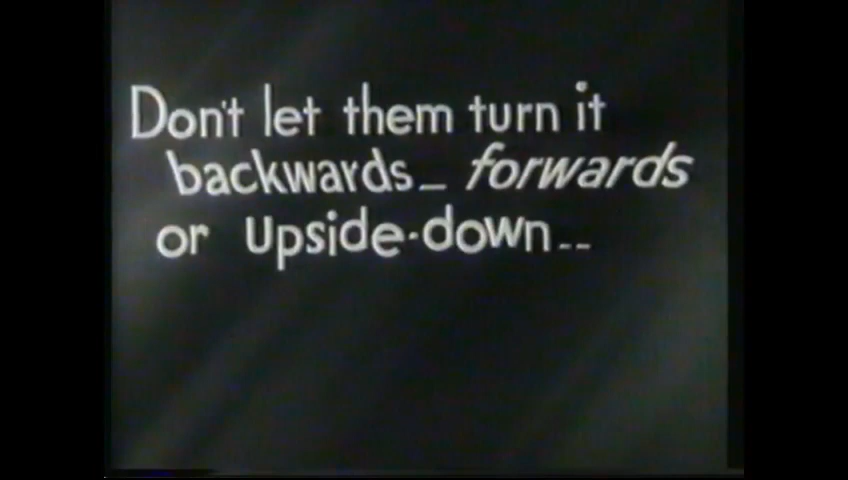 Don't let them turn it
backwards_ forwards
or upside-down--